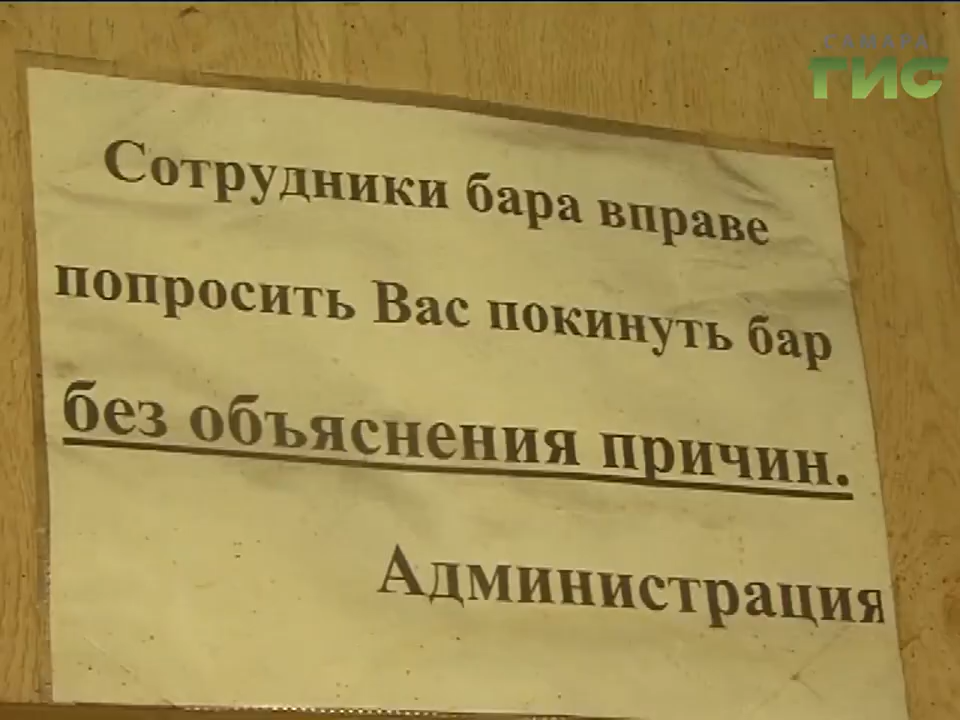 САМАРА
ГИС
Сотрудники бара вправе
попросить Вас покинуть бар
без объяснения причин.
Администрация